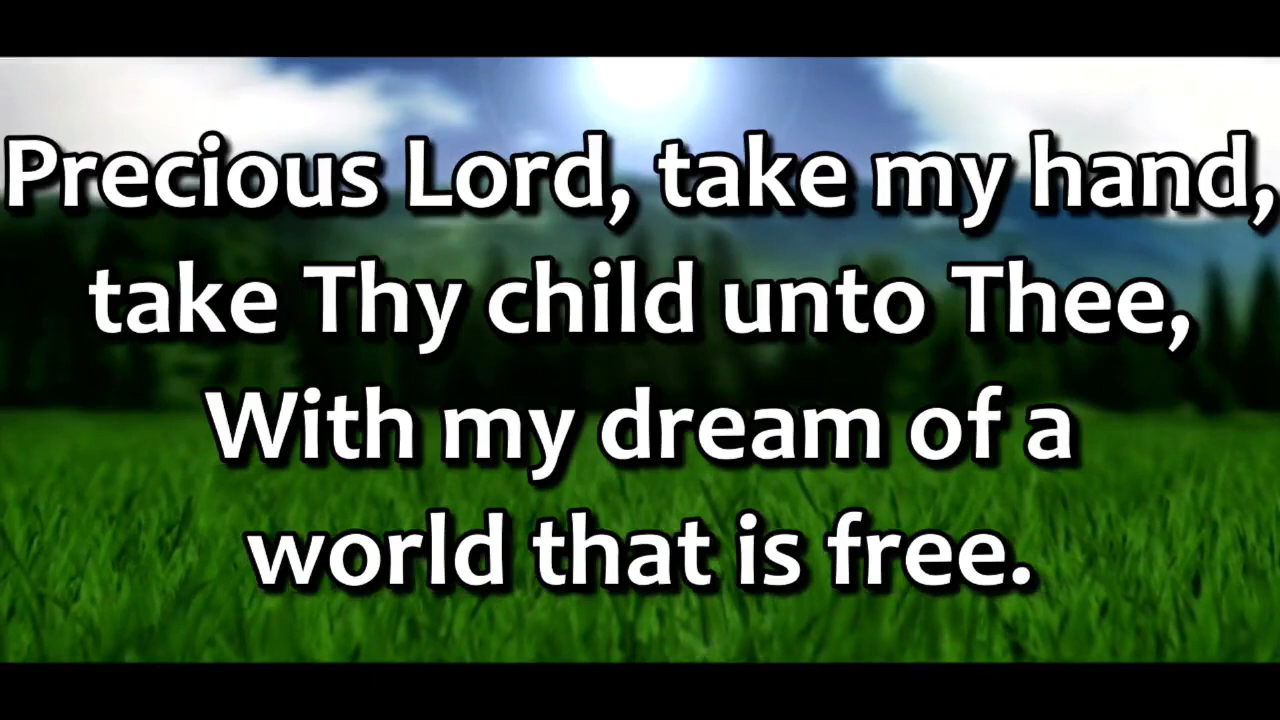 Precious Lord, take my hand,
take Thy child unto Thee,
With my dream of a
world that is free.